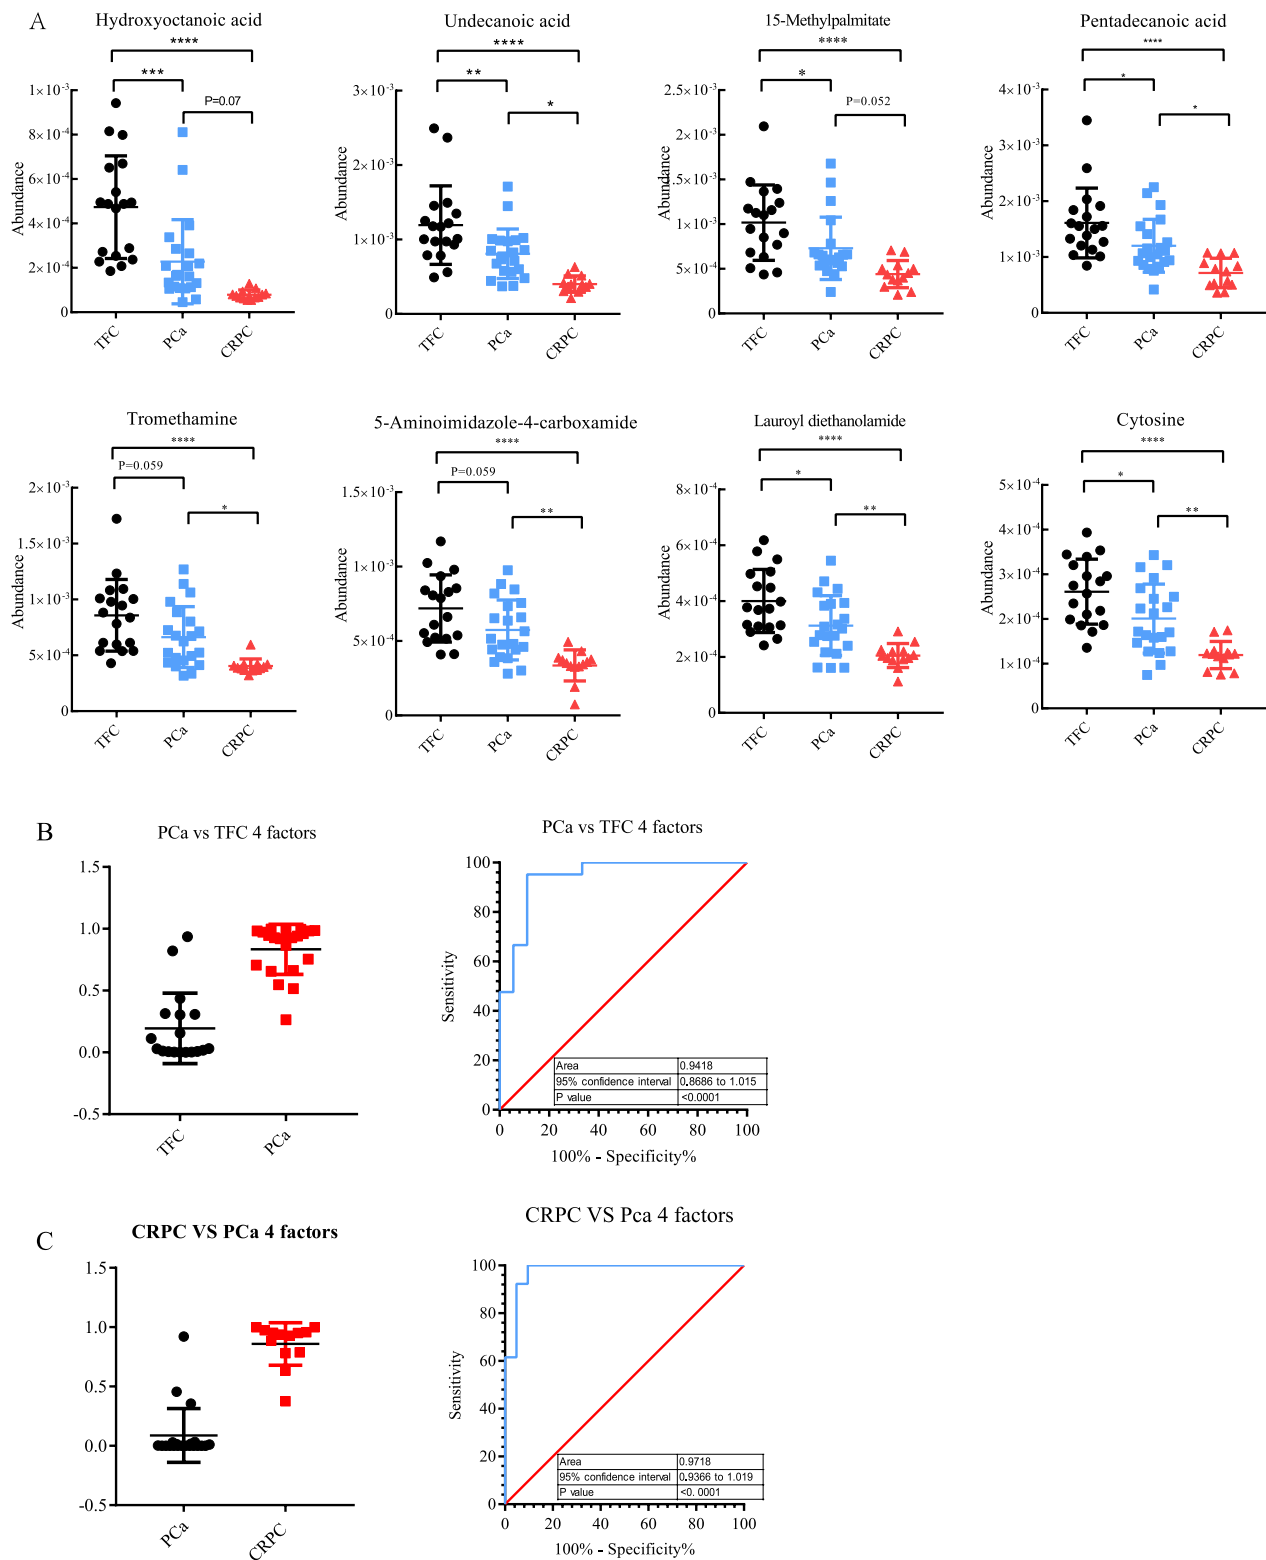 A
Hydroxyoctanoic acid
****
***
P=0.07
1×10⁻³
8×10⁻⁴
6×10⁻⁴
4×10⁻⁴
2×10⁻⁴
0
Abundance
TFC
PCa
CRPC
Undecanoic acid
****
**
*
3×10⁻³
2×10⁻³
1×10⁻³
0
Abundance
TFC
PCa
CRPC
15-Methylpalmitate
****
*
P=0.052
2.5×10⁻³
2×10⁻³
1.5×10⁻³
1×10⁻³
5×10⁻⁴
0
Abundance
TFC
PCa
CRPC
Pentadecanoic acid
****
*
*
4×10⁻³
3×10⁻³
2×10⁻³
1×10⁻³
0
Abundance
TFC
PCa
CRPC
Tromethamine
****
P=0.059
*
2×10⁻³
1.5×10⁻³
1×10⁻³
5×10⁻⁴
0
Abundance
TFC
PCa
CRPC
5-Aminoimidazole-4-carboxamide
****
P=0.059
**
1.5×10⁻³
1×10⁻³
5×10⁻⁴
0
Abundance
TFC
PCa
CRPC
Lauroyl diethanolamide
****
*
**
8×10⁻⁴
6×10⁻⁴
4×10⁻⁴
2×10⁻⁴
0
Abundance
TFC
PCa
CRPC
Cytosine
****
*
**
5×10⁻⁴
4×10⁻⁴
3×10⁻⁴
2×10⁻⁴
1×10⁻⁴
0
Abundance
TFC
PCa
CRPC
B
PCa vs TFC 4 factors
1.5
1.0
0.5
0.0
-0.5
TFC
PCa
PCa vs TFC 4 factors
100
80
60
40
20
0
Sensitivity
Area 0.9418
95% confidence interval 0.8686 to 1.015
P value <0.0001
0 20 40 60 80 100
100% - Specificity%
C
CRPC VS PCa 4 factors
1.5
1.0
0.5
0.0
-0.5
PCa
CRPC
CRPC VS Pca 4 factors
100
80
60
40
20
0
Sensitivity
Area 0.9718
95% confidence interval 0.9366 to 1.019
P value <0. 0001
0 20 40 60 80 100
100% - Specificity%